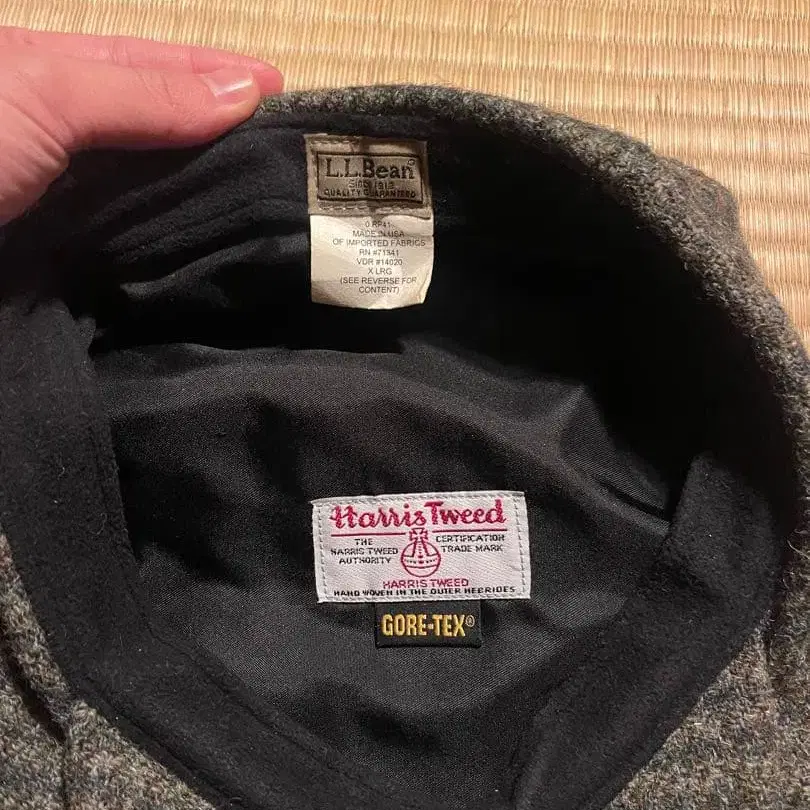 L.L.Bean®
SINCE 1912
QUALITY GUARANTEED
0 RP41
MADE IN USA
OF IMPORTED FABRICS
RN #71341
VDR #14020
X LRG
(SEE REVERSE FOR
CONTENT)
Harris Tweed
THE HARRIS TWEED AUTHORITY
CERTIFICATION TRADE MARK
HARRIS TWEED
HAND WOVEN IN THE OUTER HEBRIDES
GORE-TEX®